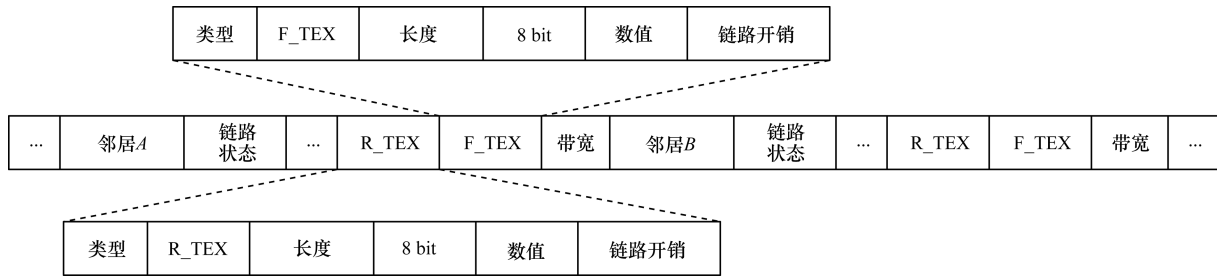 类型 F_TEX 长度 8 bit 数值 链路开销
... 邻居A 链路状态 ... R_TEX F_TEX 带宽 邻居B 链路状态 ... R_TEX F_TEX 带宽 ...
类型 R_TEX 长度 8 bit 数值 链路开销